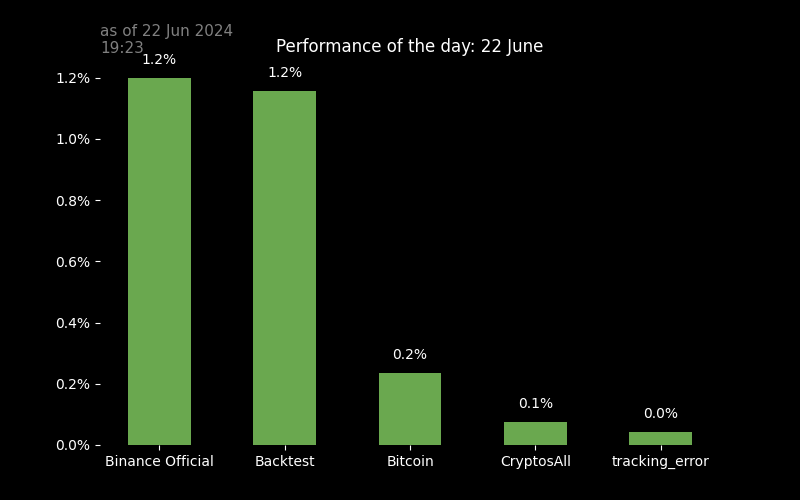 as of 22 Jun 2024
19:23
Performance of the day: 22 June
1.2%
1.2%
0.2%
0.1%
0.0%
1.2%
1.0%
0.8%
0.6%
0.4%
0.2%
0.0%
Binance Official
Backtest
Bitcoin
CryptosAll
tracking_error